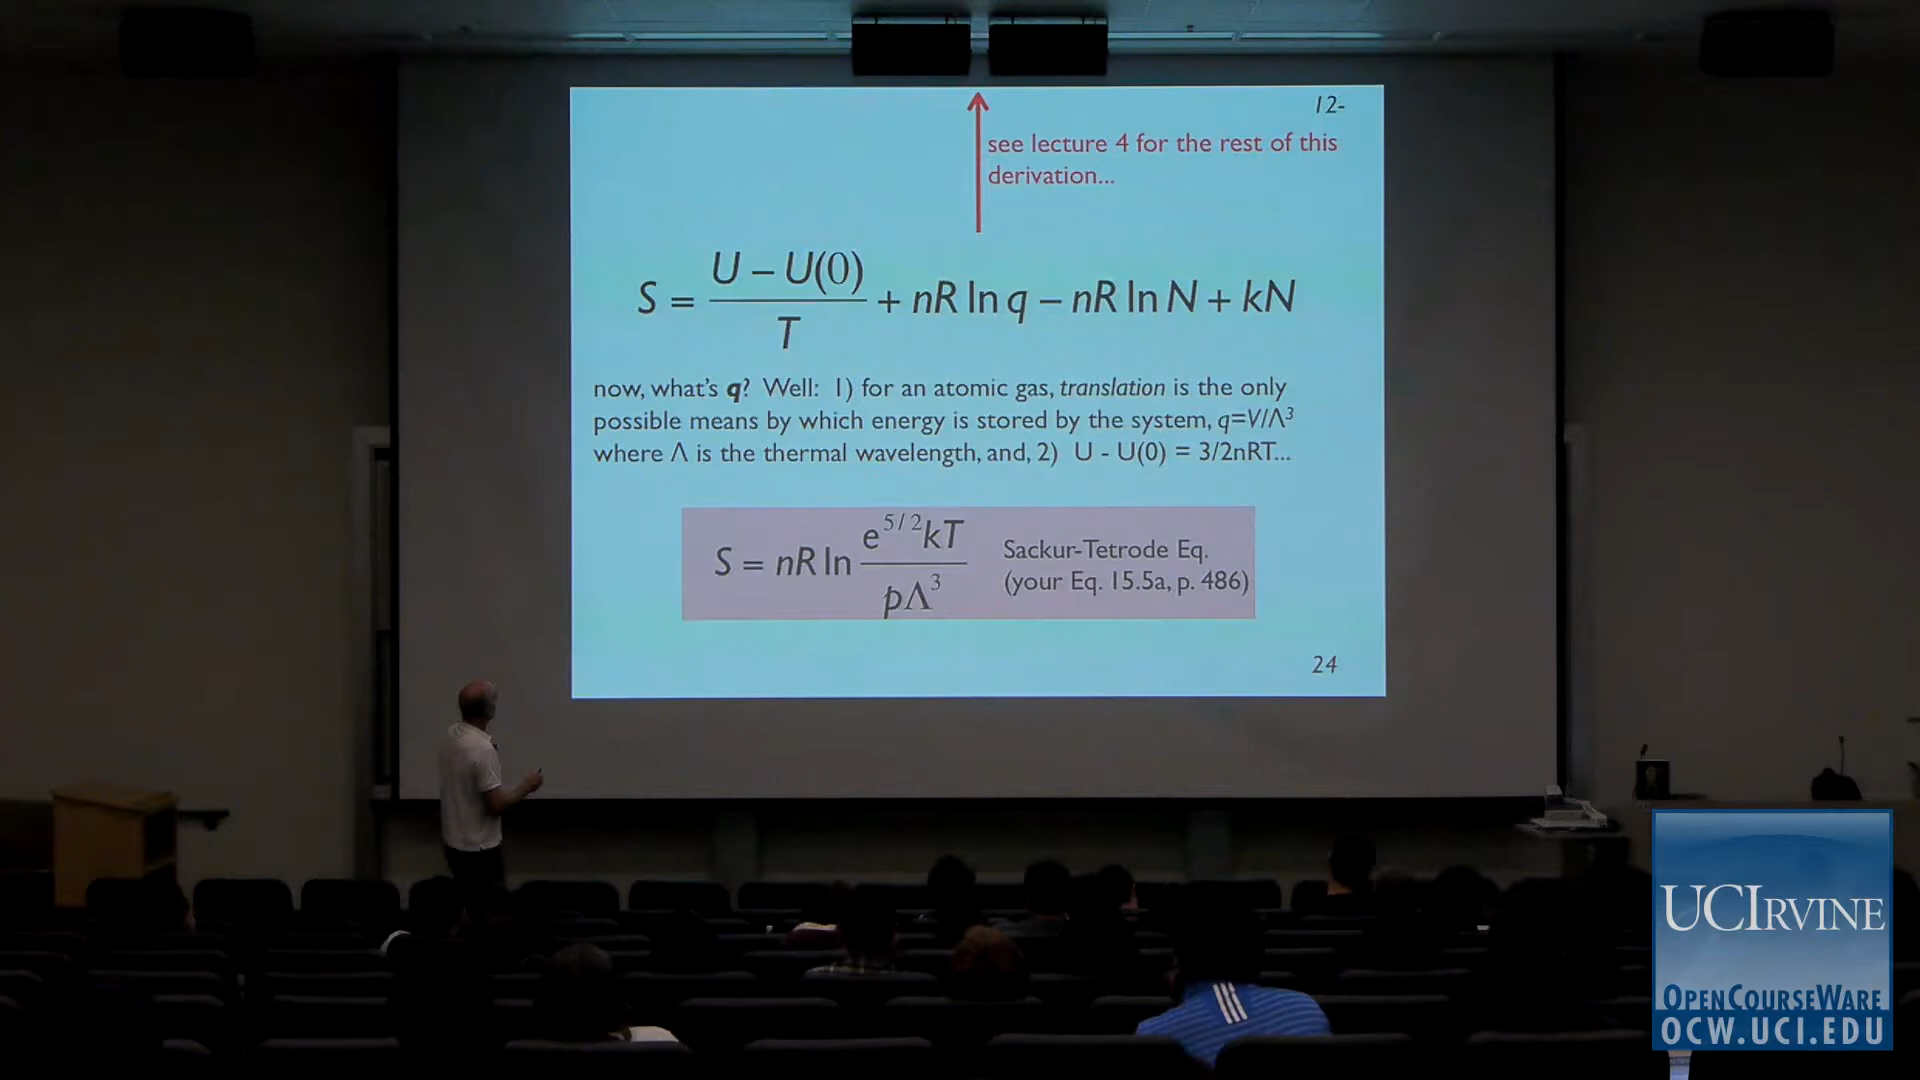 12-
see lecture 4 for the rest of this
derivation...
S = \frac{U – U(0)}{T} + nR ln q – nR ln N + kN
now, what's q? Well: 1) for an atomic gas, translation is the only
possible means by which energy is stored by the system, q=V/Λ³
where Λ is the thermal wavelength, and, 2) U - U(0) = 3/2nRT...
S = nR ln \frac{e^{5/2}kT}{pΛ³}
Sackur-Tetrode Eq.
(your Eq. 15.5a, p. 486)
24
UCIRVINE
OPENCOURSEWARE
OCW.UCI.EDU